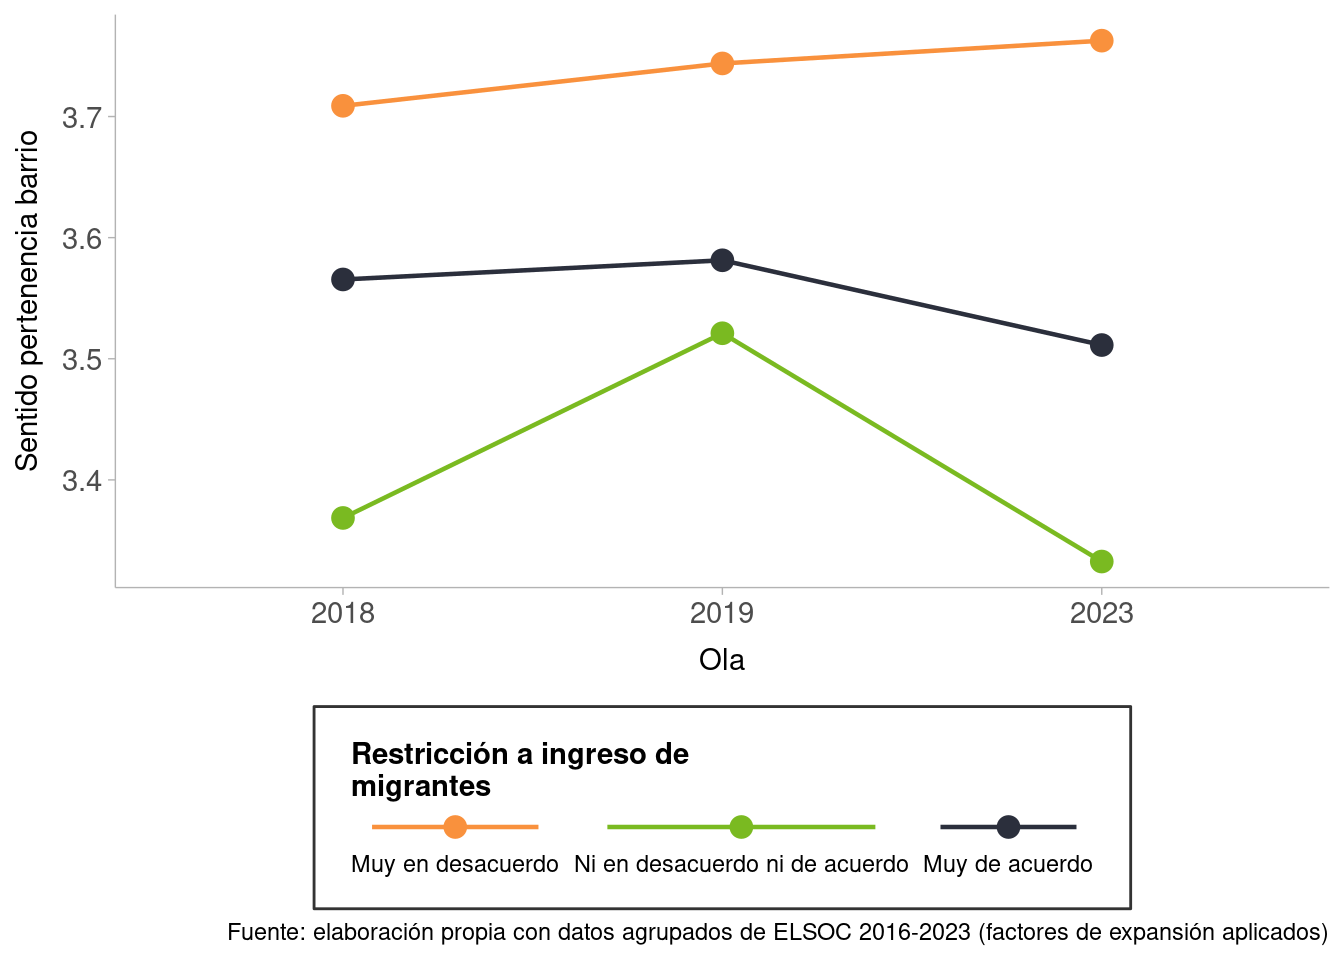 Sentido pertenencia barrio
3.7
3.6
3.5
3.4
2018 2019 2023
Ola
Restricción a ingreso de
migrantes
Muy en desacuerdo Ni en desacuerdo ni de acuerdo Muy de acuerdo
Fuente: elaboración propia con datos agrupados de ELSOC 2016-2023 (factores de expansión aplicados)